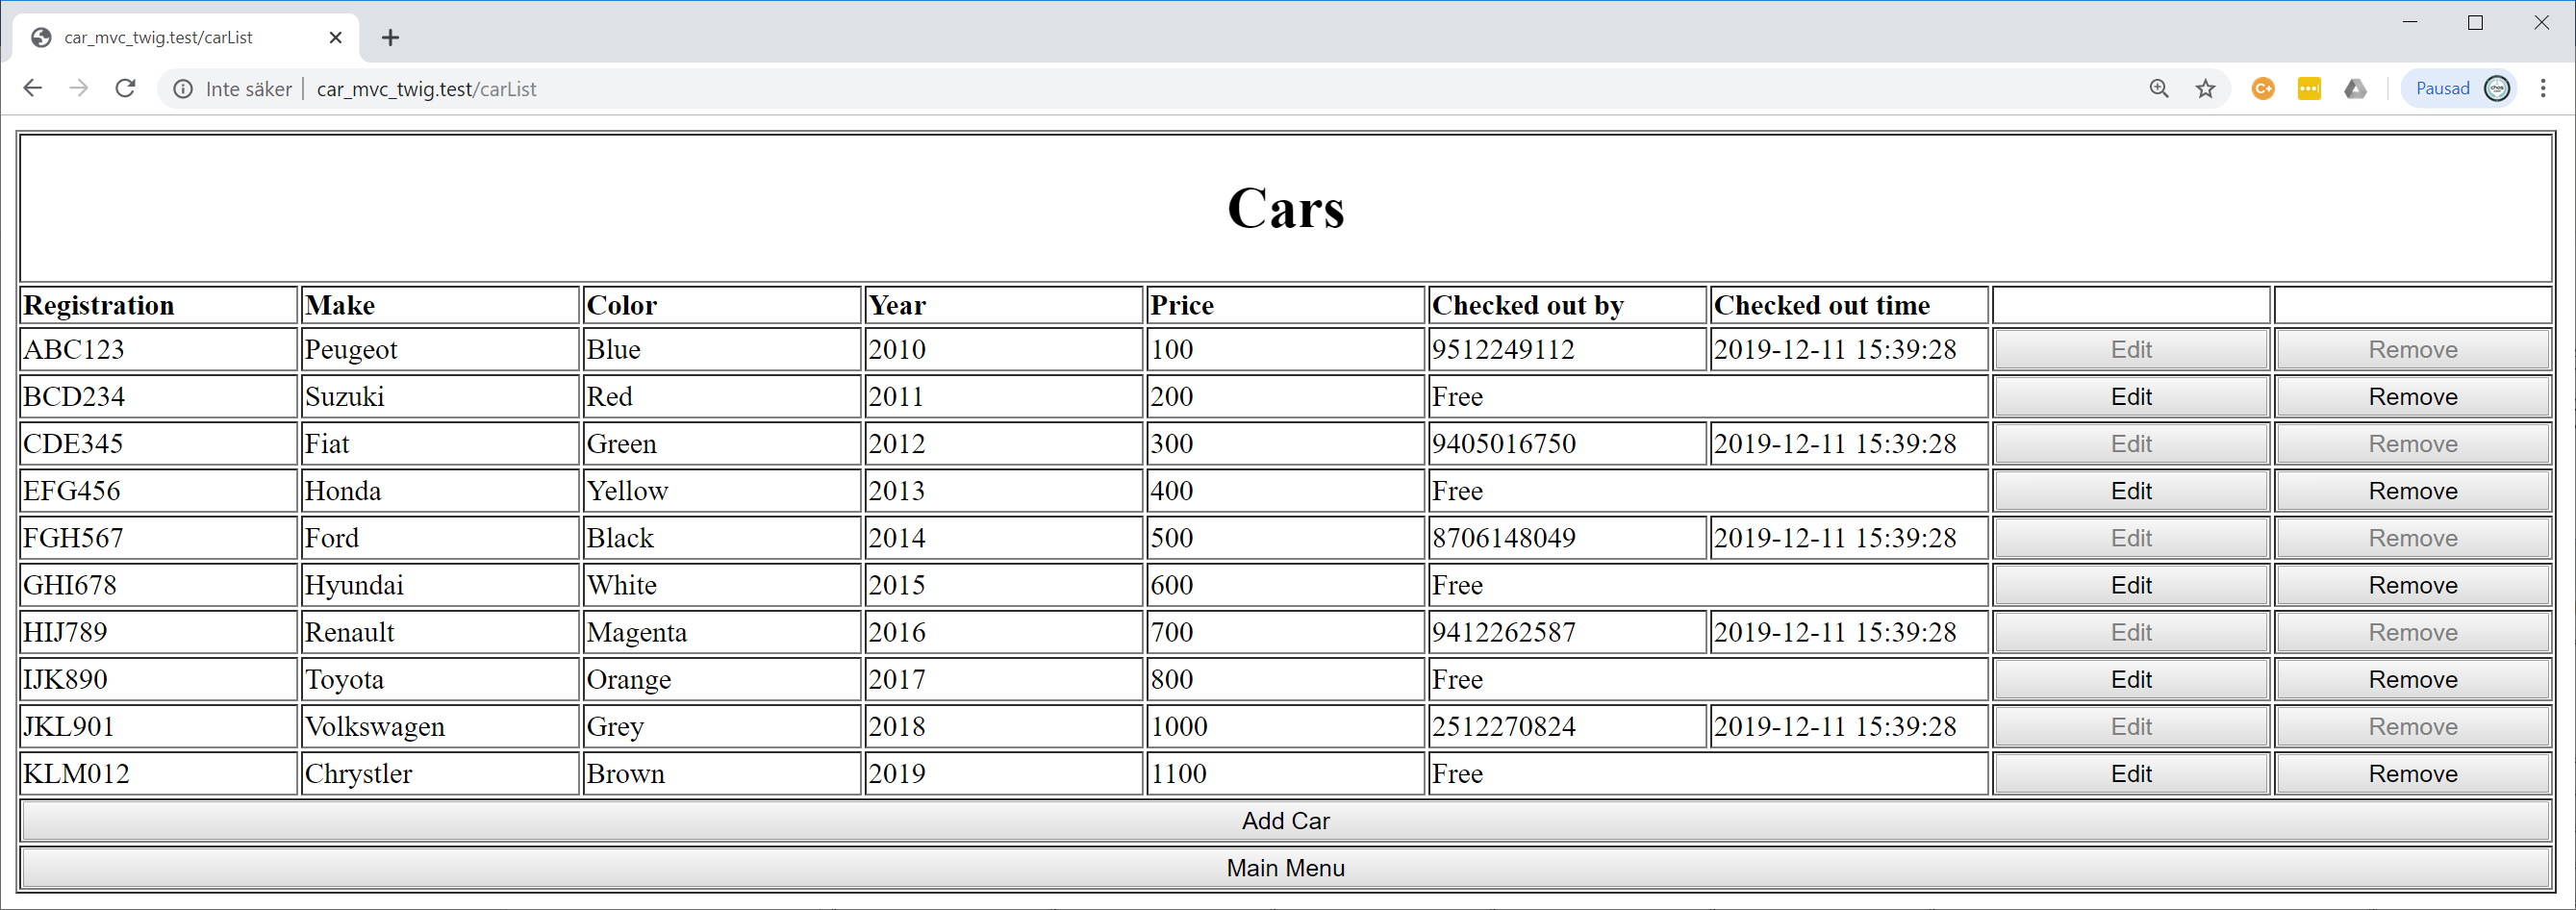 car_mvc_twig.test/carList
Inte säker | car_mvc_twig.test/carList Pausad
Cars
Registration Make Color Year Price Checked out by Checked out time
ABC123 Peugeot Blue 2010 100 9512249112 2019-12-11 15:39:28 Edit Remove
BCD234 Suzuki Red 2011 200 Free Edit Remove
CDE345 Fiat Green 2012 300 9405016750 2019-12-11 15:39:28 Edit Remove
EFG456 Honda Yellow 2013 400 Free Edit Remove
FGH567 Ford Black 2014 500 8706148049 2019-12-11 15:39:28 Edit Remove
GHI678 Hyundai White 2015 600 Free Edit Remove
HIJ789 Renault Magenta 2016 700 9412262587 2019-12-11 15:39:28 Edit Remove
IJK890 Toyota Orange 2017 800 Free Edit Remove
JKL901 Volkswagen Grey 2018 1000 2512270824 2019-12-11 15:39:28 Edit Remove
KLM012 Chrystler Brown 2019 1100 Free Edit Remove
Add Car
Main Menu